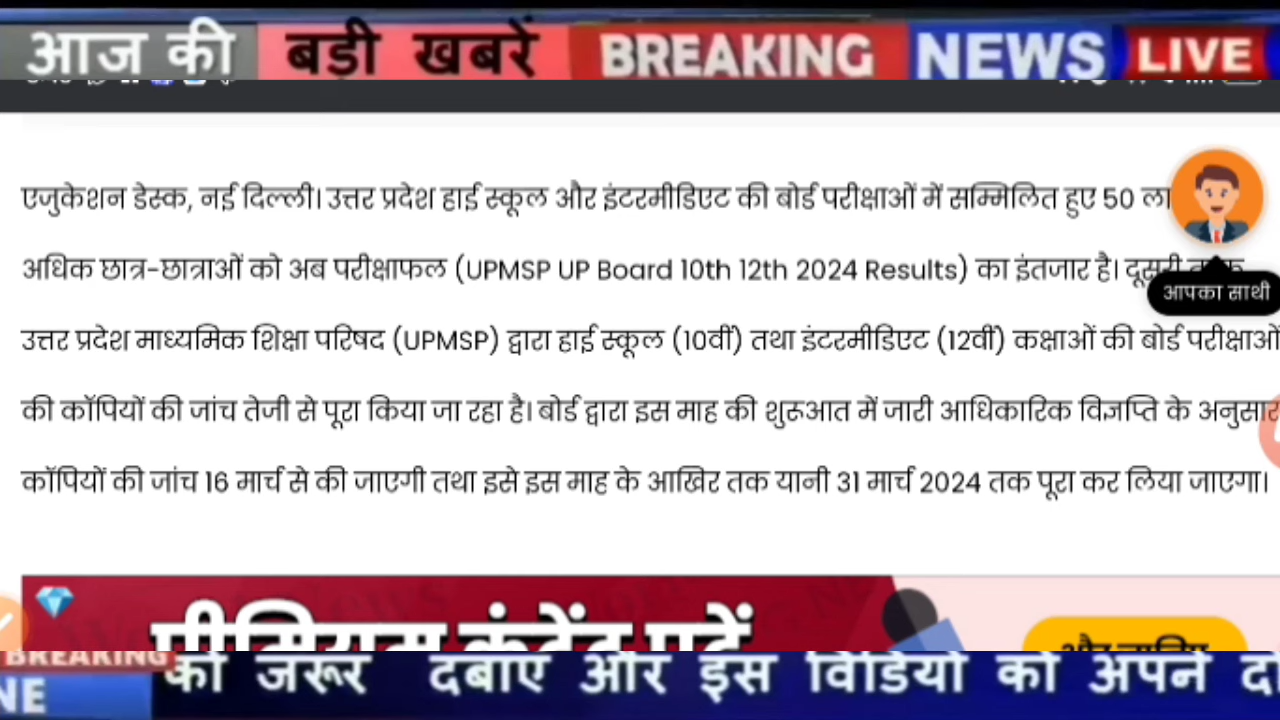 आज की बडी खबरें BREAKING NEWS LIVE
एजुकेशन डेस्क, नई दिल्ली। उत्तर प्रदेश हाई स्कूल और इंटरमीडिएट की बोर्ड परीक्षाओं में सम्मिलित हुए 50
अधिक छात्र-छात्राओं को अब परीक्षाफल (UPMSP UP Board 10th 12th 2024 Results) का इंतजार है। दूसरी
आपका साथी
उत्तर प्रदेश माध्यमिक शिक्षा परिषद (UPMSP) द्वारा हाई स्कूल (10वीं) तथा इंटरमीडिएट (12वीं) कक्षाओं की बोर्ड परीक्षाओं
की कॉपियों की जांच तेजी से पूरा किया जा रहा है। बोर्ड द्वारा इस माह की शुरूआत में जारी आधिकारिक विज्ञप्ति के अनुसार
कॉपियों की जांच 16 मार्च से की जाएगी तथा इसे इस माह के आखिर तक यानी 31 मार्च 2024 तक पूरा कर लिया जाएगा।
प्रीमियम कंटेंट पढ़ें
BREAKING
को जरूर दबाए और इस विडियो को अपने